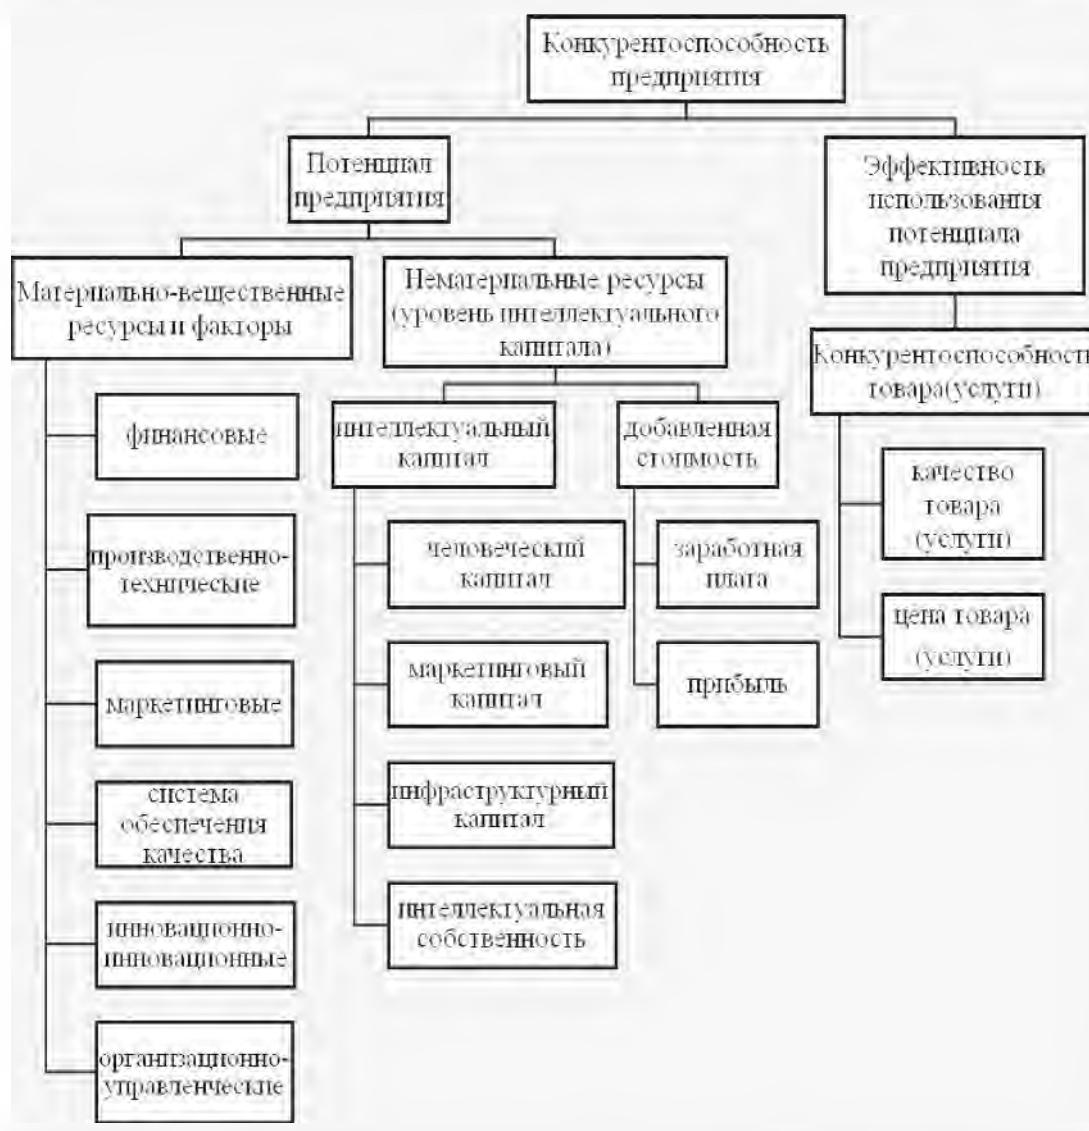 Конкурентоспособность
предприятия
Потенциал
предприятия
Эффективность
использования
потенциала
предприятия
Материально-вещественные
ресурсы и факторы
Нематериальные ресурсы
(уровень интеллектуального
капитала)
Конкурентоспособность
товара(услуги)
финансовые
производственно-
технические
маркетинговые
система
обеспечения
качества
инновационно-
инновационные
организационно-
управленческие
интеллектуальный
капитал
человеческий
капитал
маркетинговый
капитал
инфраструктурный
капитал
интеллектуальная
собственность
добавленная
стоимость
заработная
плата
прибыль
качество
товара
(услуги)
цена товара
(услуги)